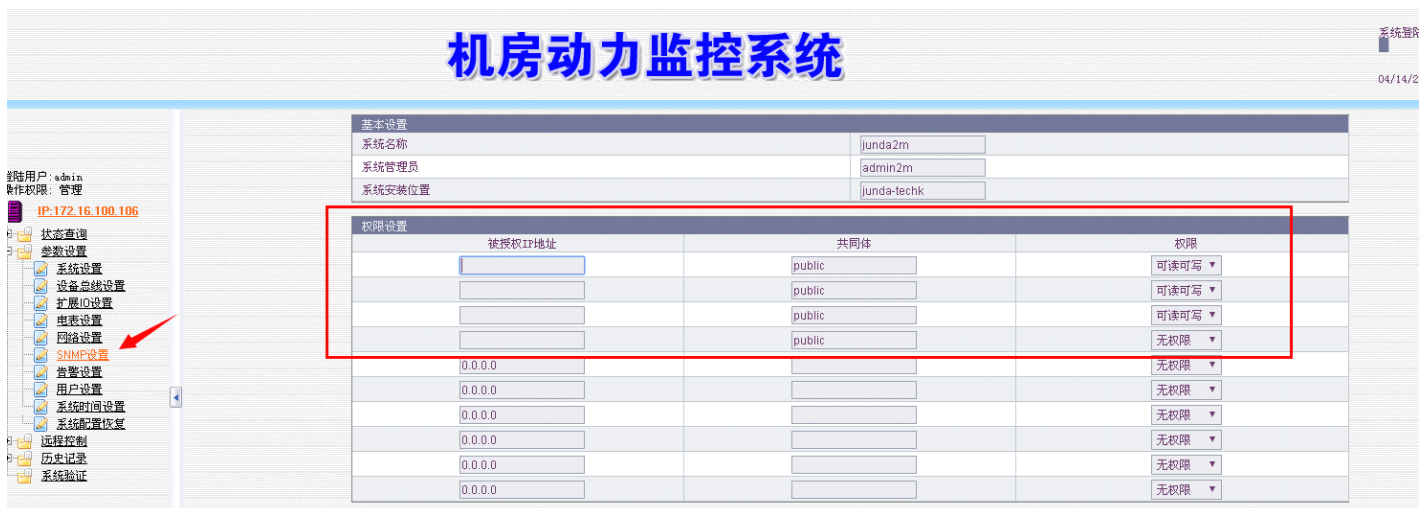 机房动力监控系统
系统登陆
04/14/2
登陆用户:admin
操作权限: 管理
IP:172.16.100.106
状态查询
参数设置
系统设置
设备总线设置
扩展IO设置
电表设置
网络设置
SNMP设置
告警设置
用户设置
系统时间设置
系统配置恢复
远程控制
历史记录
系统验证
基本设置
系统名称 junda2m
系统管理员 admin2m
系统安装位置 junda-techk
权限设置
被授权IP地址 共同体 权限
public 可读可写
public 可读可写
public 可读可写
public 无权限
0.0.0.0 无权限
0.0.0.0 无权限
0.0.0.0 无权限
0.0.0.0 无权限
0.0.0.0 无权限
0.0.0.0 无权限